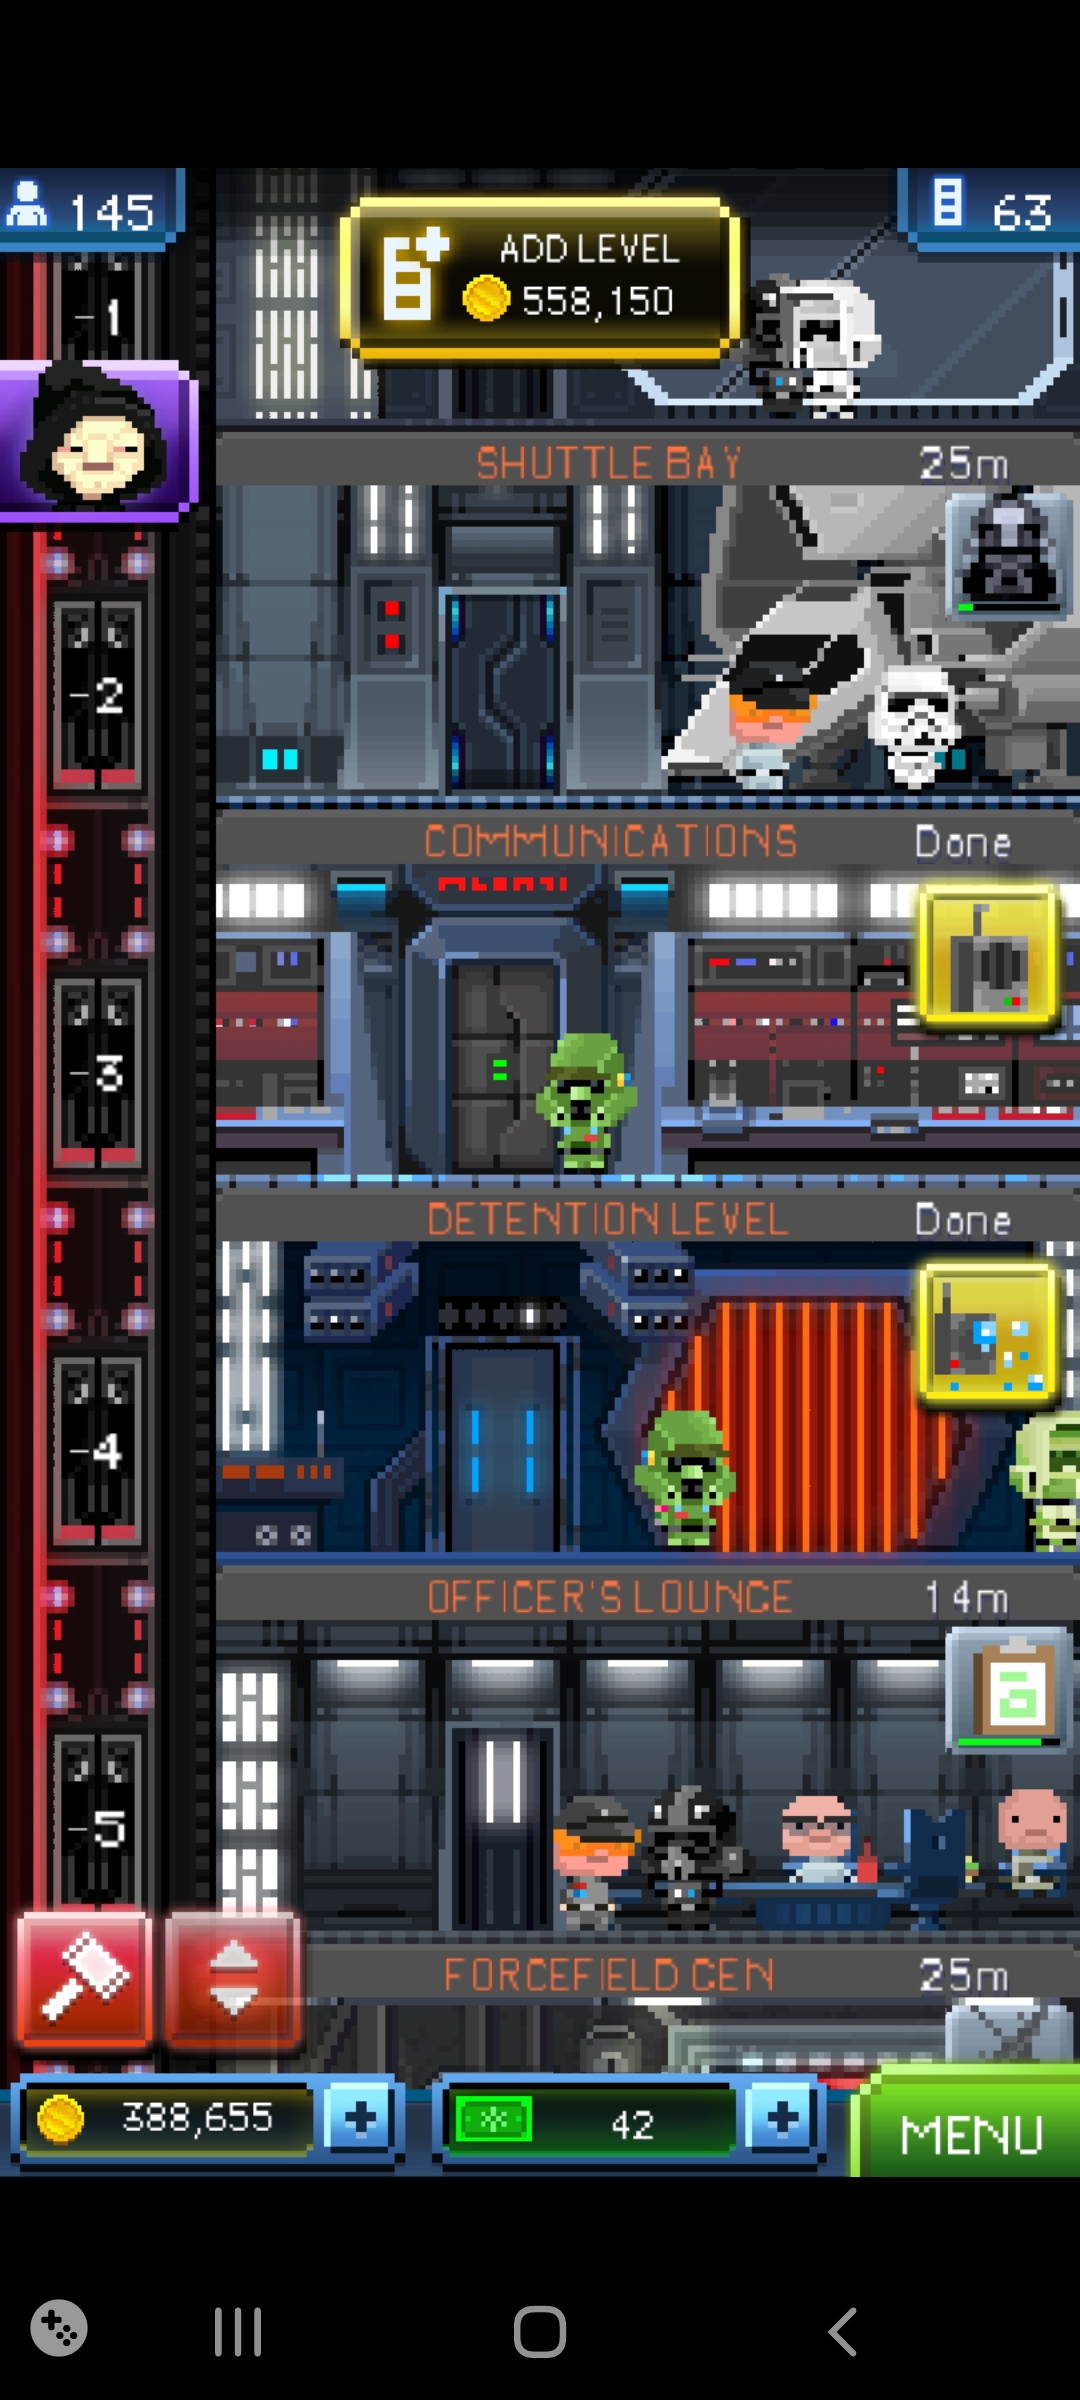 145
ADD LEVEL
558,150
63
-1
SHUTTLE BAY 25m
-2
COMMUNICATIONS Done
-3
DETENTION LEVEL Done
-4
OFFICER'S LOUNGE 14m
-5
FORCEFIELD GEN 25m
388,655
42
MENU